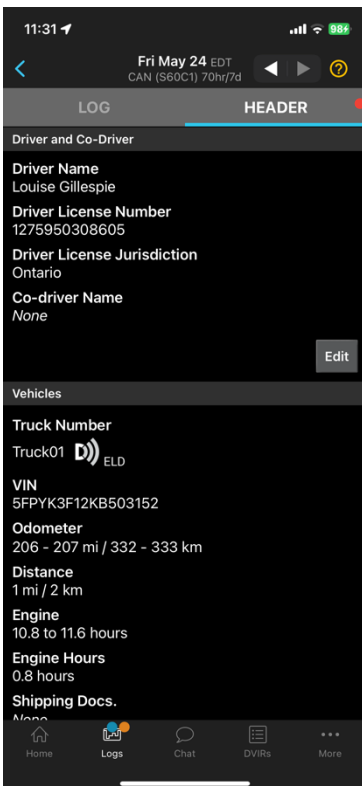 11:31
98
Fri May 24 EDT
CAN (S60C1) 70hr/7d
LOG
HEADER
Driver and Co-Driver
Driver Name
Louise Gillespie
Driver License Number
1275950308605
Driver License Jurisdiction
Ontario
Co-driver Name
None
Edit
Vehicles
Truck Number
Truck01 D ELD
VIN
5FPYK3F12KB503152
Odometer
206 - 207 mi / 332 - 333 km
Distance
1 mi / 2 km
Engine
10.8 to 11.6 hours
Engine Hours
0.8 hours
Shipping Docs.
None
Home
Logs
Chat
DVIRs
More